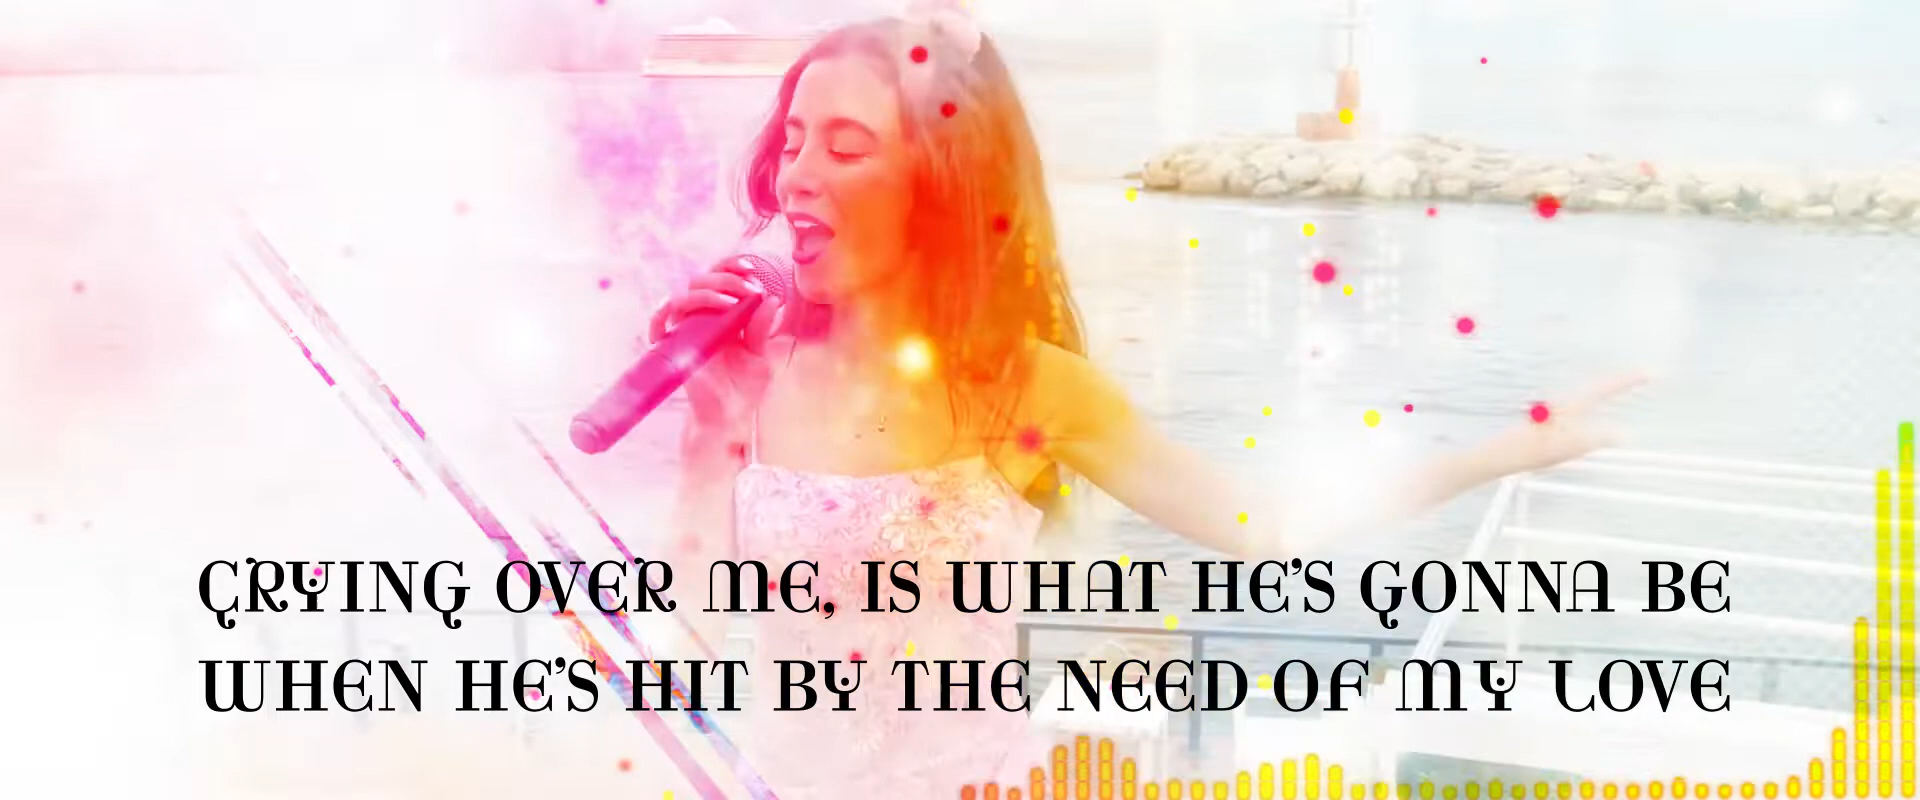 CRYING OVER ME, IS WHAT HE'S GONNA BE
WHEN HE'S HIT BY THE NEED OF MY LOVE